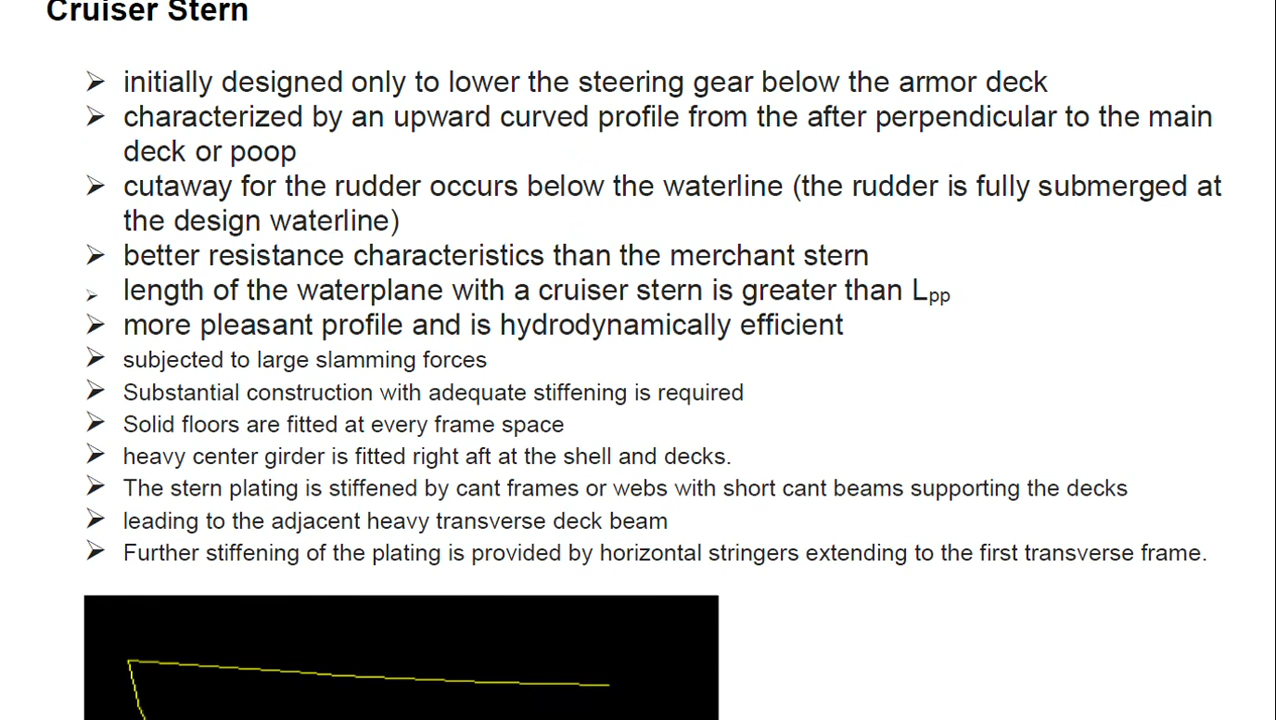 Cruiser Stern
➢ initially designed only to lower the steering gear below the armor deck
➢ characterized by an upward curved profile from the after perpendicular to the main
deck or poop
➢ cutaway for the rudder occurs below the waterline (the rudder is fully submerged at
the design waterline)
➢ better resistance characteristics than the merchant stern
➢ length of the waterplane with a cruiser stern is greater than Lpp
➢ more pleasant profile and is hydrodynamically efficient
➢ subjected to large slamming forces
➢ Substantial construction with adequate stiffening is required
➢ Solid floors are fitted at every frame space
➢ heavy center girder is fitted right aft at the shell and decks.
➢ The stern plating is stiffened by cant frames or webs with short cant beams supporting the decks
➢ leading to the adjacent heavy transverse deck beam
➢ Further stiffening of the plating is provided by horizontal stringers extending to the first transverse frame.